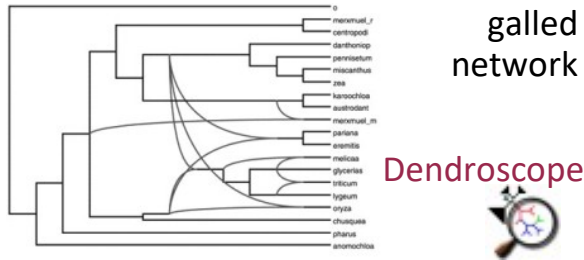 o
merxmuel_r
centropodi
danthoniop
pennisetum
miscanthus
zea
karoochloa
austrodant
merxmuel_m
pariana
eremitis
melicaa
glycerias
triticum
lygeum
oryza
chusquea
pharus
anomochloa
galled
network
Dendroscope